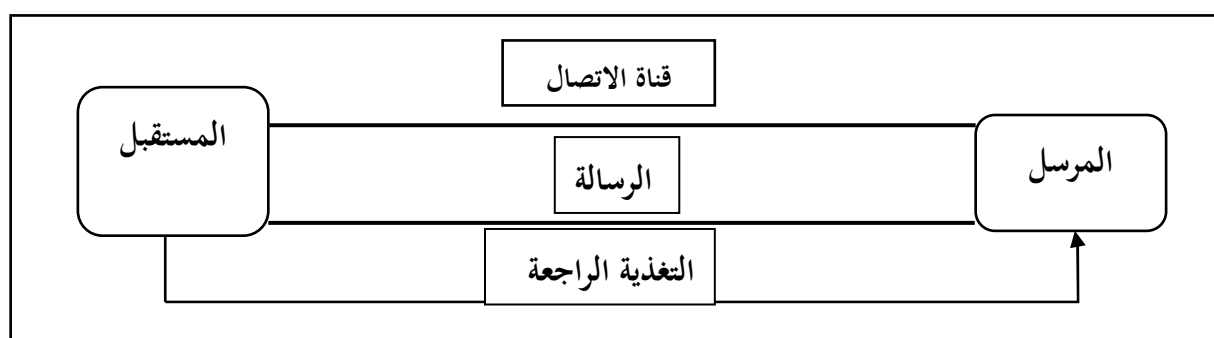 قناة الاتصال
المرسل
المستقبل
الرسالة
التغذية الراجعة